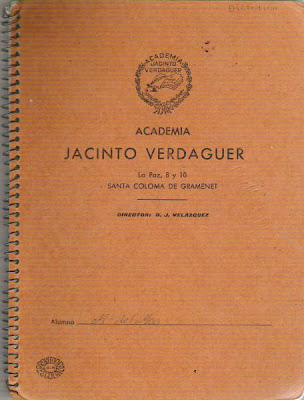 ACADEMIA
JACINTO
VERDAGUER
ACADEMIA
JACINTO VERDAGUER
La Paz, 8 y 10
SANTA COLOMA DE GRAMENET
DIRECTOR: D. J. VELAZQUEZ
Alumno